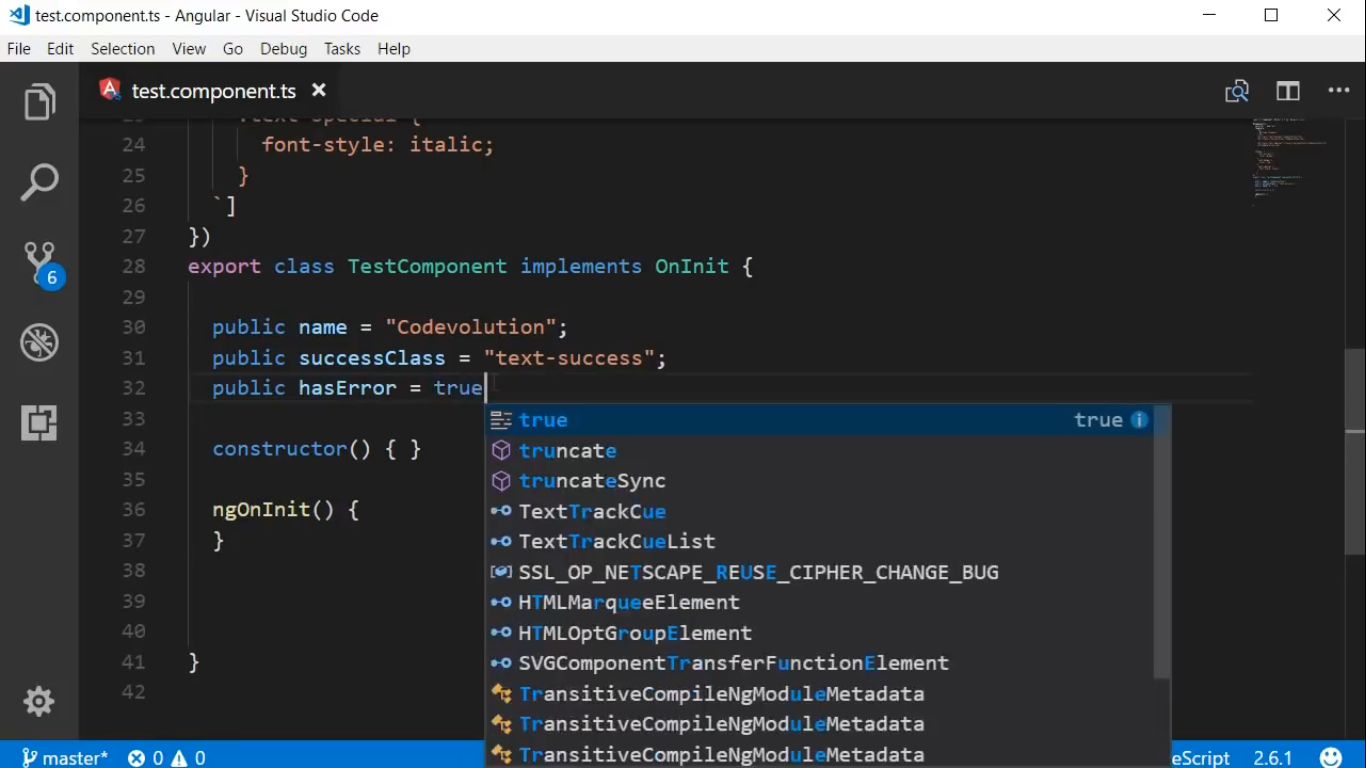 test.component.ts - Angular - Visual Studio Code
File Edit Selection View Go Debug Tasks Help
test.component.ts
24 font-style: italic;
25 }
26 `]
27 })
28 export class TestComponent implements OnInit {
29
30 public name = "Codevolution";
31 public successClass = "text-success";
32 public hasError = true
33
true true
34 constructor() { }
truncate
35
truncateSync
36 ngOnInit() {
TextTrackCue
37 }
TextTrackCueList
38
SSL_OP_NETSCAPE_REUSE_CIPHER_CHANGE_BUG
39
HTMLMarqueeElement
40
HTMLOptGroupElement
41 }
SVGComponentTransferFunctionElement
42
TransitiveCompileNgModuleMetadata
TransitiveCompileNgModuleMetadata
TransitiveCompileNgModuleMetadata
6
master* 0 0 eScript 2.6.1